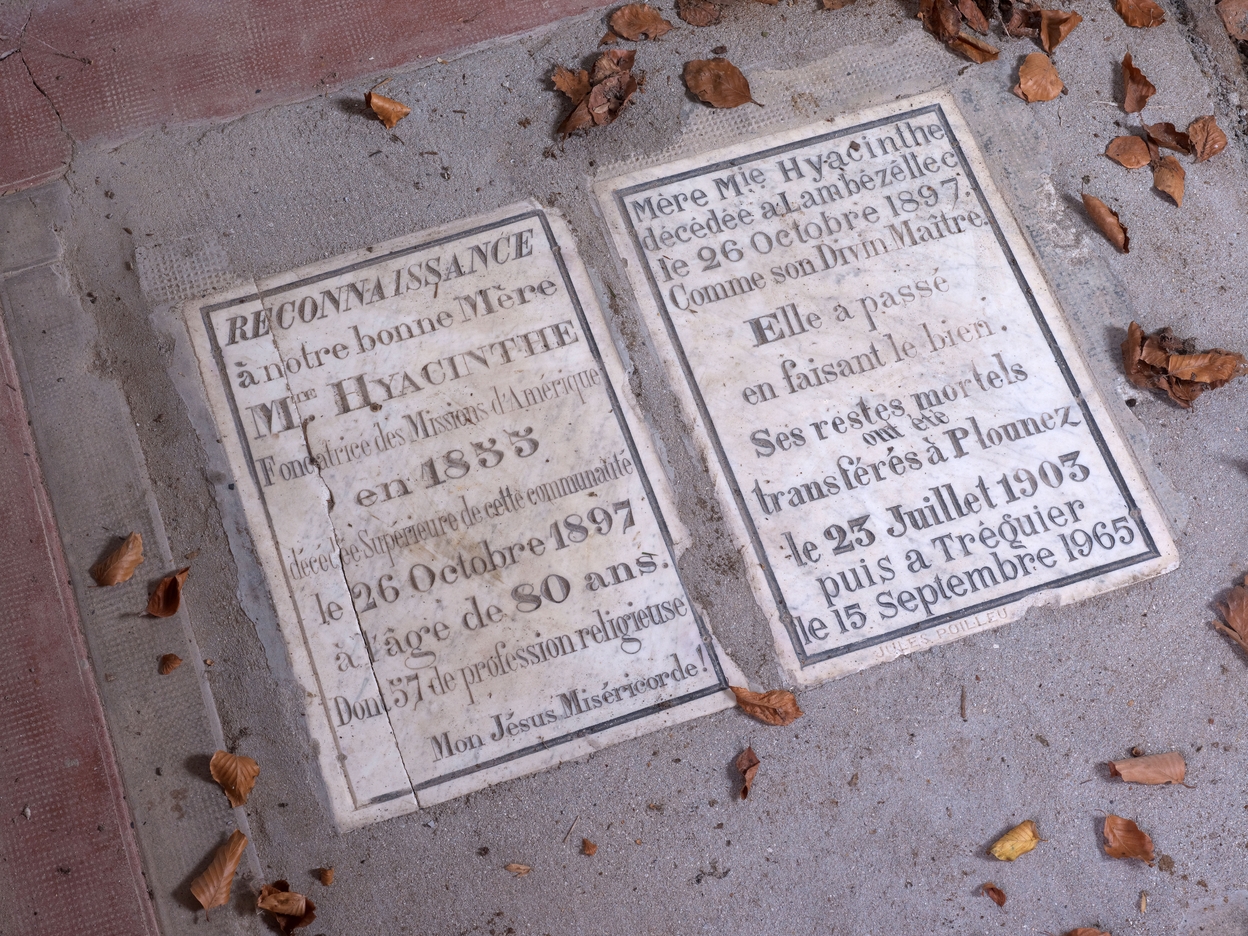 RECONNAISSANCE
à notre bonne Mère
Mte. HYACINTHE
Fondatrice des Missions d'Amérique
en 1855
décédée Supérieure de cette communatité
le 26 Octobre 1897
à l'âge de 80 ans.
Dont 57 de profession religieuse
Mon Jésus Miséricorde!
Mère Mie Hyacinthe
décédée a Lambézellec
le 26 Octobre 1897.
Comme son Divin Maître.
Elle a passé
en faisant le bien.
Ses restes mortels
ont été
transférés à Plounez
le 23 Juillet 1903
puis a Tréguier
le 15 Septembre 1965
JULES POILLEU